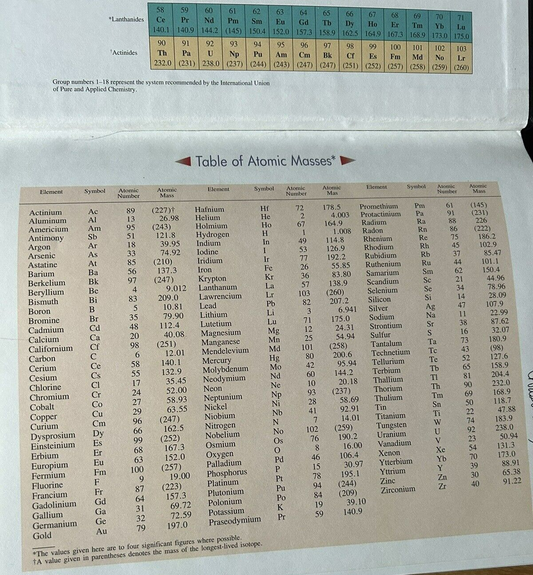 *Lanthanides
58 59 60 61 62 63 64 65 66 67 68 69 70 71
Ce Pr Nd Pm Sm Eu Gd Tb Dy Ho Er Tm Yb Lu
140.1 140.9 144.2 (145) 150.4 152.0 157.3 158.9 162.5 164.9 167.3 168.9 173.0 175.0
†Actinides
90 91 92 93 94 95 96 97 98 99 100 101 102 103
Th Pa U Np Pu Am Cm Bk Cf Es Fm Md No Lr
232.0 (231) 238.0 (237) (244) (243) (247) (247) (251) (252) (257) (258) (259) (260)
Group numbers 1–18 represent the system recommended by the International Union
of Pure and Applied Chemistry.
Table of Atomic Masses*
Element Symbol Atomic Number Atomic Mass
Actinium Ac 89 (227)†
Aluminum Al 13 26.98
Americium Am 95 (243)
Antimony Sb 51 121.8
Argon Ar 18 39.95
Arsenic As 33 74.92
Astatine At 85 (210)
Barium Ba 56 137.3
Berkelium Bk 97 (247)
Beryllium Be 4 9.012
Bismuth Bi 83 209.0
Boron B 5 10.81
Bromine Br 35 79.90
Cadmium Cd 48 112.4
Calcium Ca 20 40.08
Californium Cf 98 (251)
Carbon C 6 12.01
Cerium Ce 58 140.1
Cesium Cs 55 132.9
Chlorine Cl 17 35.45
Chromium Cr 24 52.00
Cobalt Co 27 58.93
Copper Cu 29 63.55
Curium Cm 96 (247)
Dysprosium Dy 66 162.5
Einsteinium Es 99 (252)
Erbium Er 68 167.3
Europium Eu 63 152.0
Fermium Fm 100 (257)
Fluorine F 9 19.00
Francium Fr 87 (223)
Gadolinium Gd 64 157.3
Gallium Ga 31 69.72
Germanium Ge 32 72.59
Gold Au 79 197.0
Element Symbol Atomic Number Atomic Mass
Hafnium Hf 72 178.5
Helium He 2 4.003
Holmium Ho 67 164.9
Hydrogen H 1 1.008
Indium In 49 114.8
Iodine I 53 126.9
Iridium Ir 77 192.2
Iron Fe 26 55.85
Krypton Kr 36 83.80
Lanthanum La 57 138.9
Lawrencium Lr 103 (260)
Lead Pb 82 207.2
Lithium Li 3 6.941
Lutetium Lu 71 175.0
Magnesium Mg 12 24.31
Manganese Mn 25 54.94
Mendelevium Md 101 (258)
Mercury Hg 80 200.6
Molybdenum Mo 42 95.94
Neodymium Nd 60 144.2
Neon Ne 10 20.18
Neptunium Np 93 (237)
Nickel Ni 28 58.69
Niobium Nb 41 92.91
Nitrogen N 7 14.01
Nobelium No 102 (259)
Osmium Os 76 190.2
Oxygen O 8 16.00
Palladium Pd 46 106.4
Phosphorus P 15 30.97
Platinum Pt 78 195.1
Plutonium Pu 94 (244)
Polonium Po 84 (209)
Potassium K 19 39.10
Praseodymium Pr 59 140.9
Element Symbol Atomic Number Atomic Mass
Promethium Pm 61 (145)
Protactinium Pa 91 (231)
Radium Ra 88 226
Radon Rn 86 (222)
Rhenium Re 75 186.2
Rhodium Rh 45 102.9
Rubidium Rb 37 85.47
Ruthenium Ru 44 101.1
Samarium Sm 62 150.4
Scandium Sc 21 44.96
Selenium Se 34 78.96
Silicon Si 14 28.09
Silver Ag 47 107.9
Sodium Na 11 22.99
Strontium Sr 38 87.62
Sulfur S 16 32.07
Tantalum Ta 73 180.9
Technetium Tc 43 (98)
Tellurium Te 52 127.6
Terbium Tb 65 158.9
Thallium Tl 81 204.4
Thorium Th 90 232.0
Thulium Tm 69 168.9
Tin Sn 50 118.7
Titanium Ti 22 47.88
Tungsten W 74 183.9
Uranium U 92 238.0
Vanadium V 23 50.94
Xenon Xe 54 131.3
Ytterbium Yb 70 173.0
Yttrium Y 39 88.91
Zinc Zn 30 65.38
Zirconium Zr 40 91.22
*The values given here are to four significant figures where possible.
†A value given in parentheses denotes the mass of the longest-lived isotope.